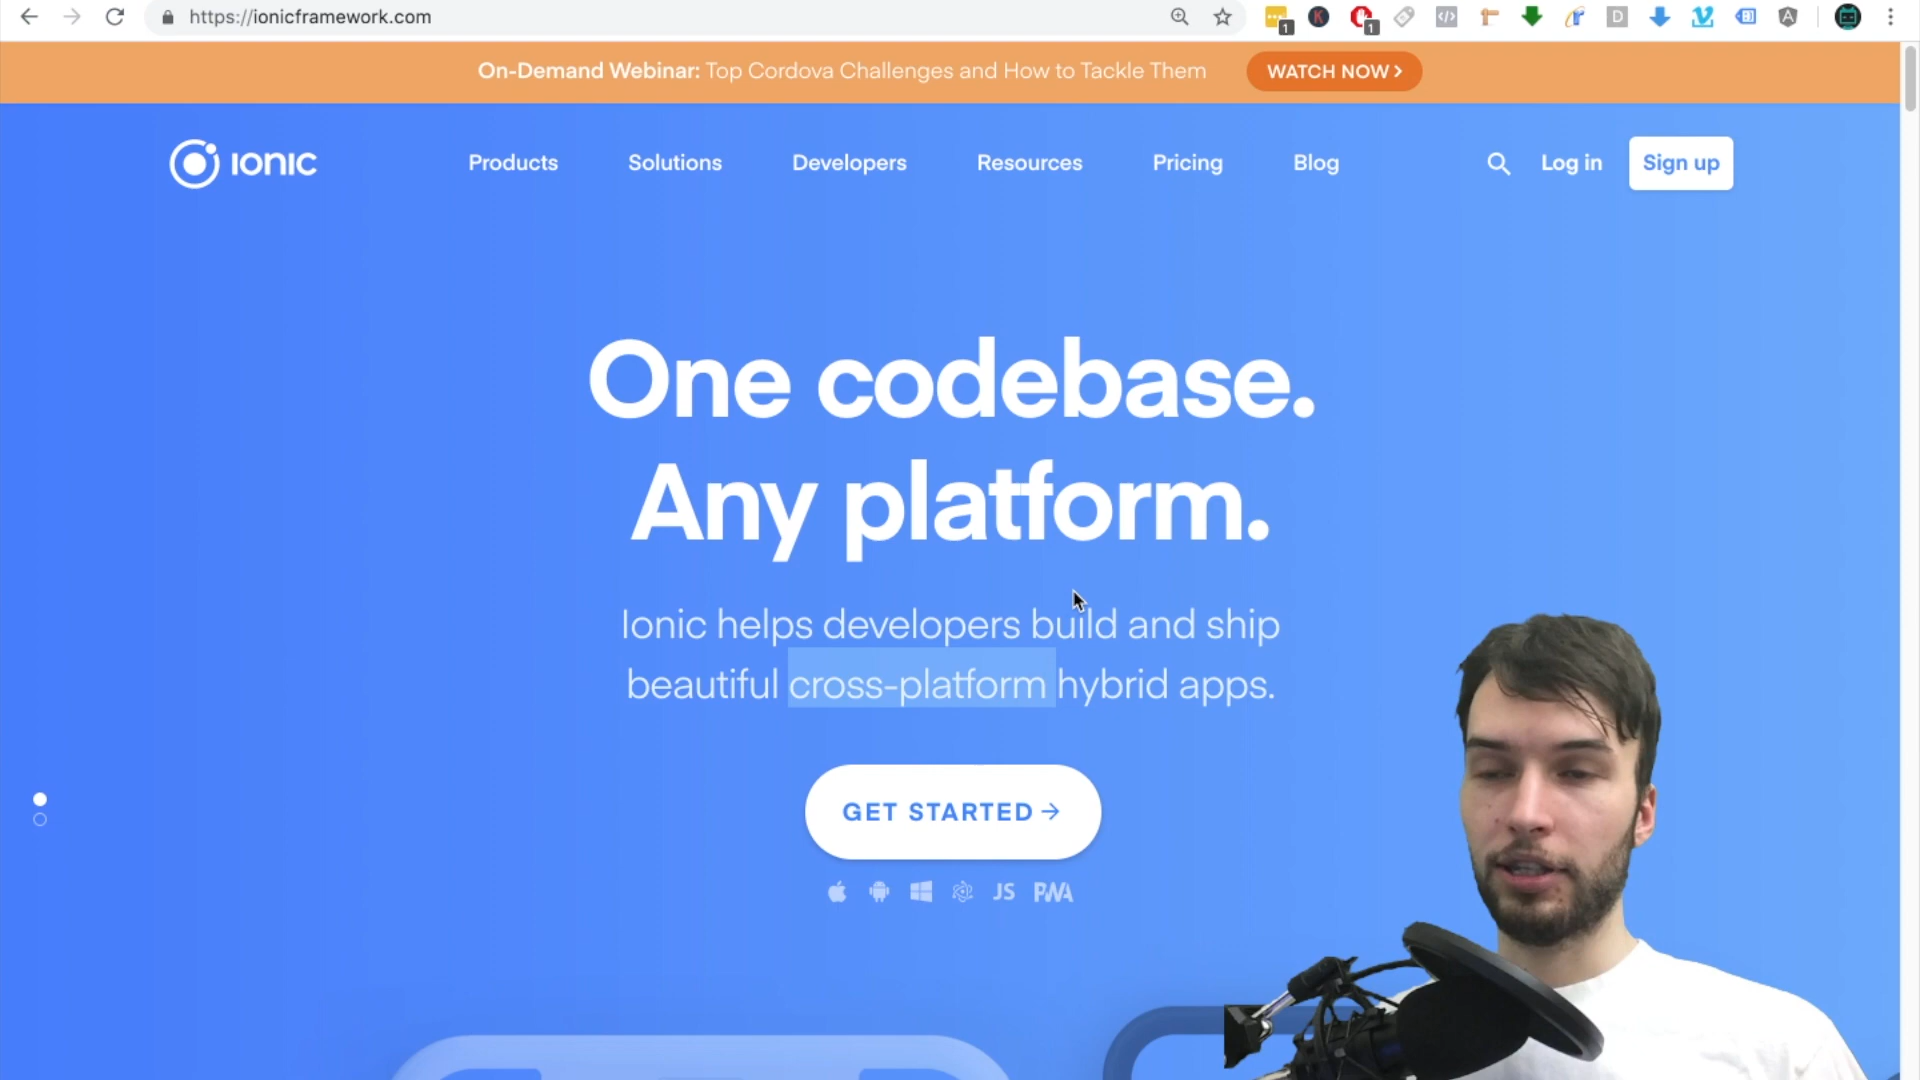 https://ionicframework.com
1
K
1
D
A
On-Demand Webinar: Top Cordova Challenges and How to Tackle Them
WATCH NOW >
IONIC
Products
Solutions
Developers
Resources
Pricing
Blog
Log in
Sign up
One codebase.
Any platform.
Ionic helps developers build and ship
beautiful cross-platform hybrid apps.
GET STARTED →
JS
PWA